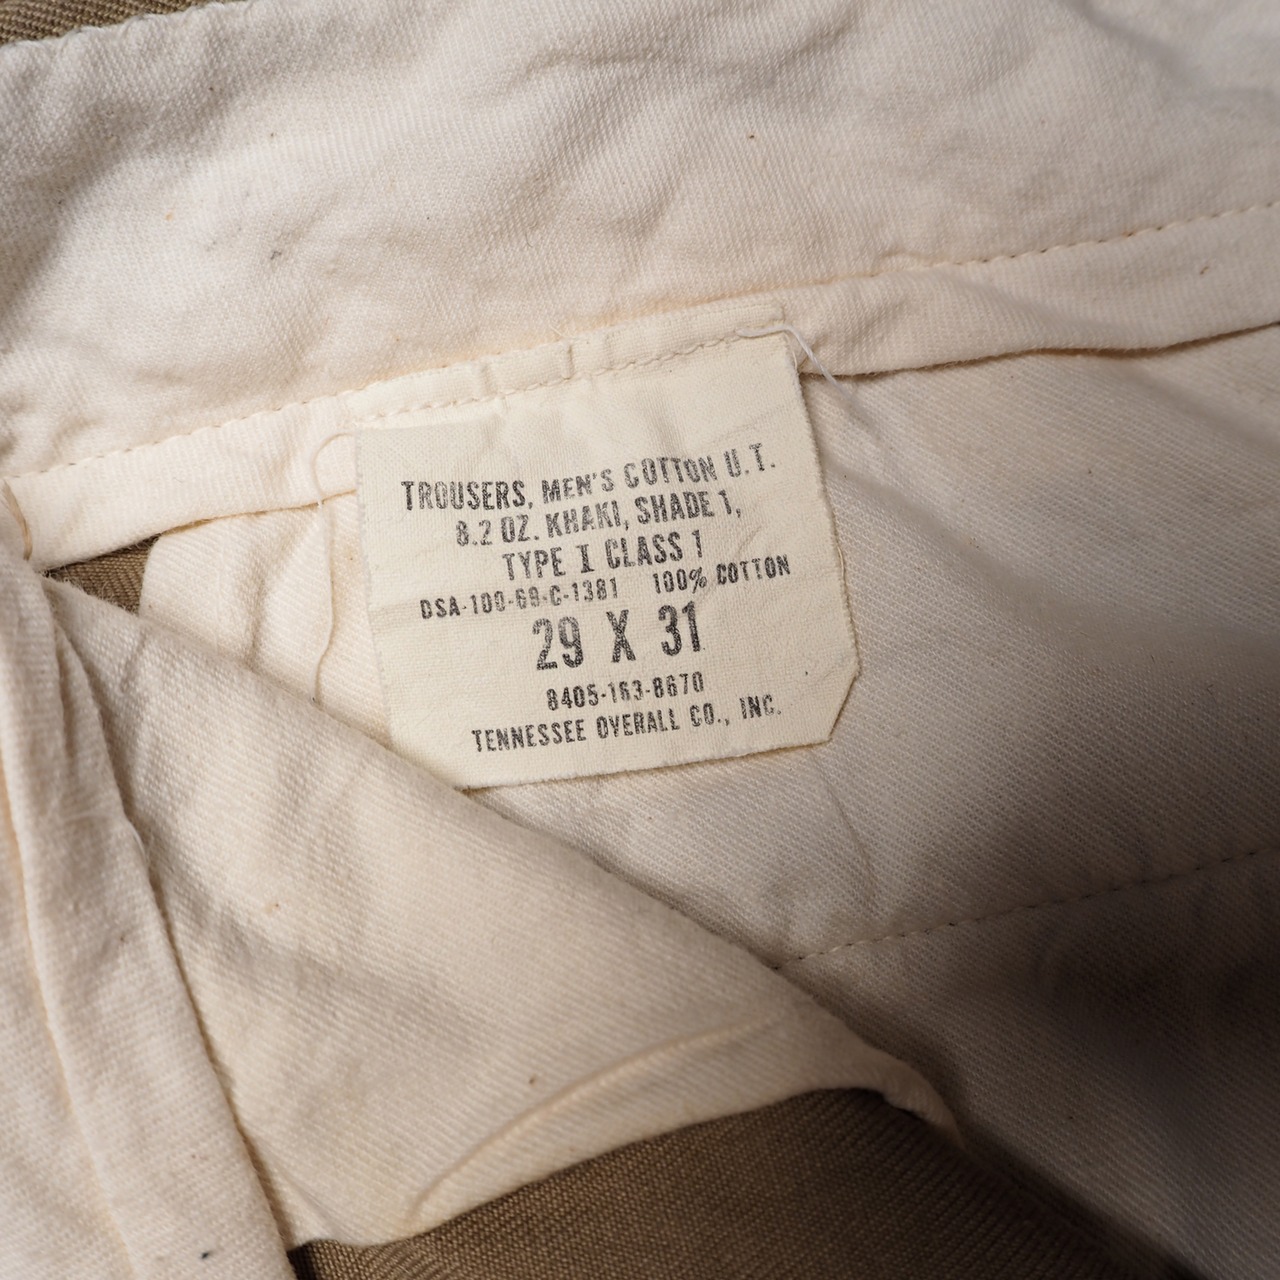 TROUSERS, MEN'S COTTON U.T.
8.2 OZ. KHAKI, SHADE 1,
TYPE I CLASS 1
DSA-100-69-C-1381 100% COTTON
29 X 31
8405-163-8670
TENNESSEE OVERALL CO., INC.